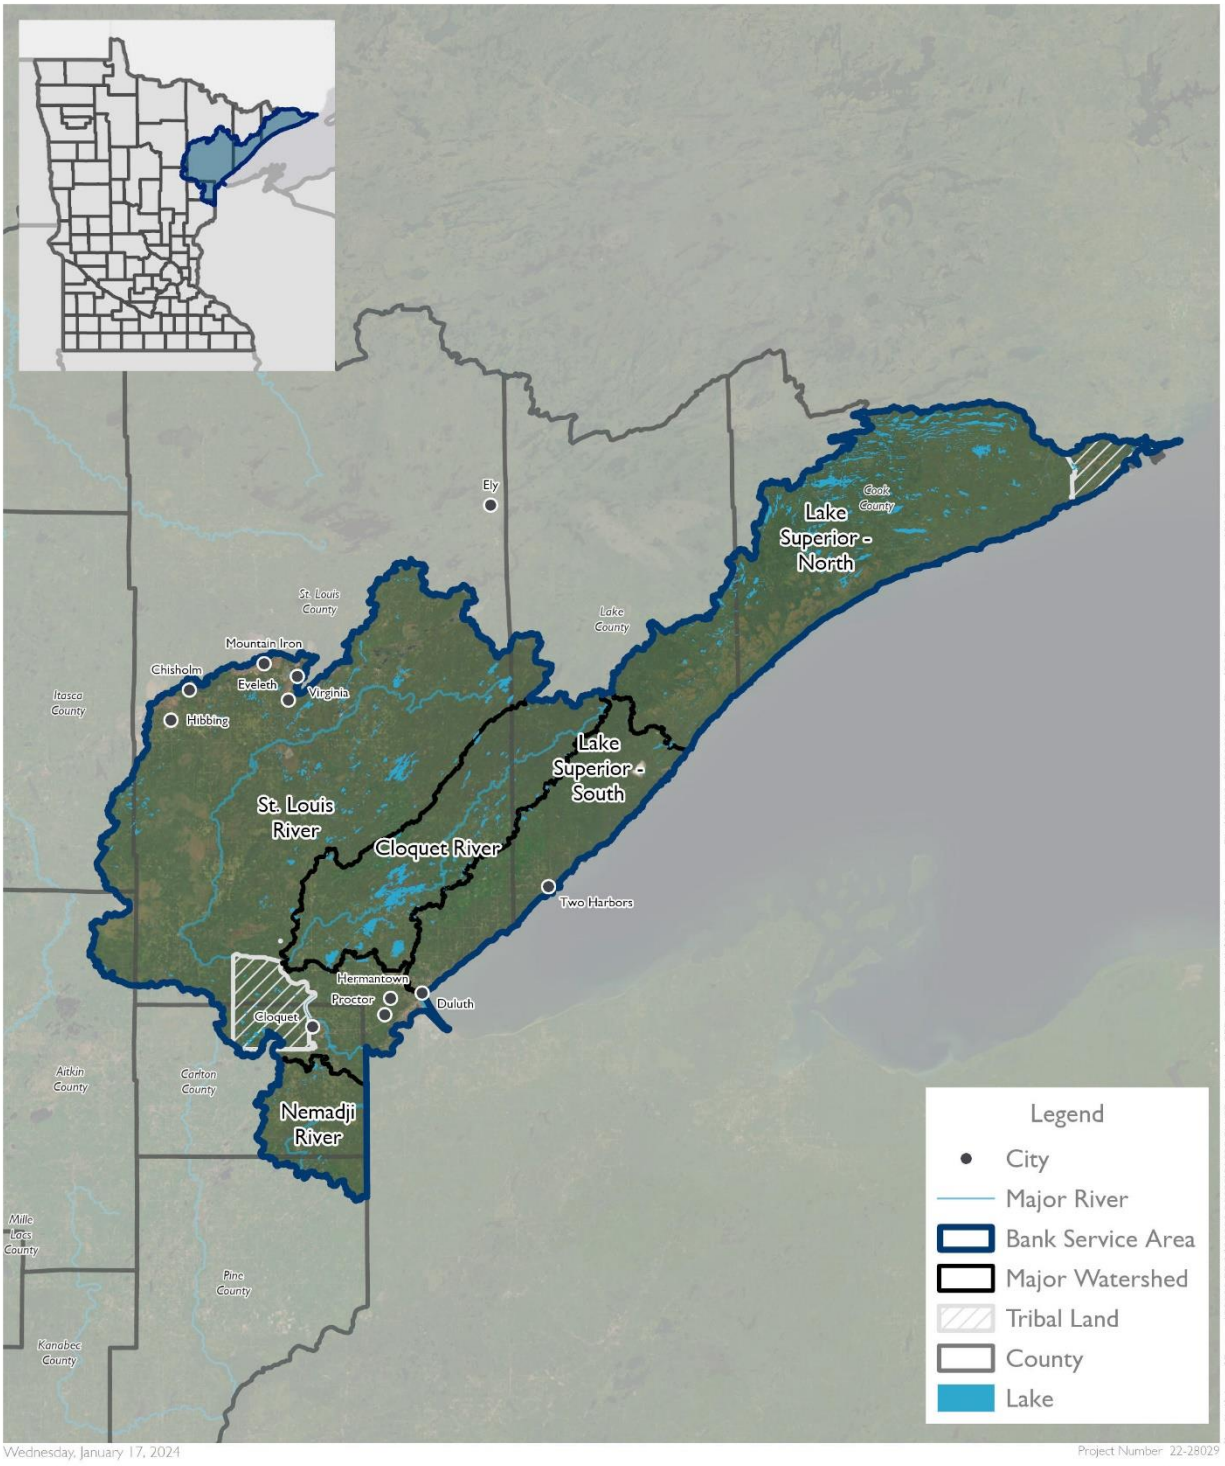 Ely
Cook
County
Lake
Superior -
North
St. Louis
County
Lake
County
Mountain Iron
Chisholm
Eveleth
Virginia
Itasca
County
Hibbing
Lake
Superior -
South
St. Louis
River
Cloquet River
Two Harbors
Hermantown
Proctor
Duluth
Cloquet
Aitkin
County
Carlton
County
Nemadji
River
Mille
Lacs
County
Pine
County
Kanabec
County
Legend
City
Major River
Bank Service Area
Major Watershed
Tribal Land
County
Lake
Wednesday, January 17, 2024
Project Number 22-28029